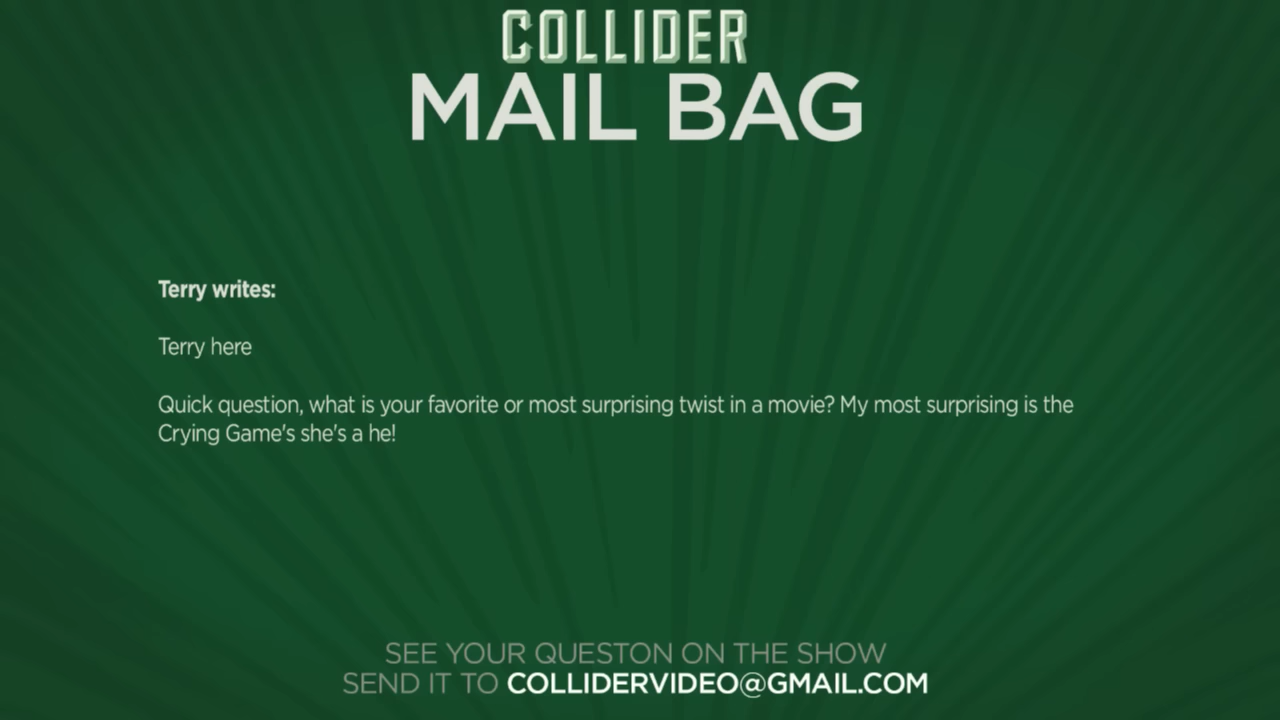 COLLIDER
MAIL BAG
Terry writes:
Terry here
Quick question, what is your favorite or most surprising twist in a movie? My most surprising is the
Crying Game's she's a he!
SEE YOUR QUESTON ON THE SHOW
SEND IT TO COLLIDERVIDEO@GMAIL.COM